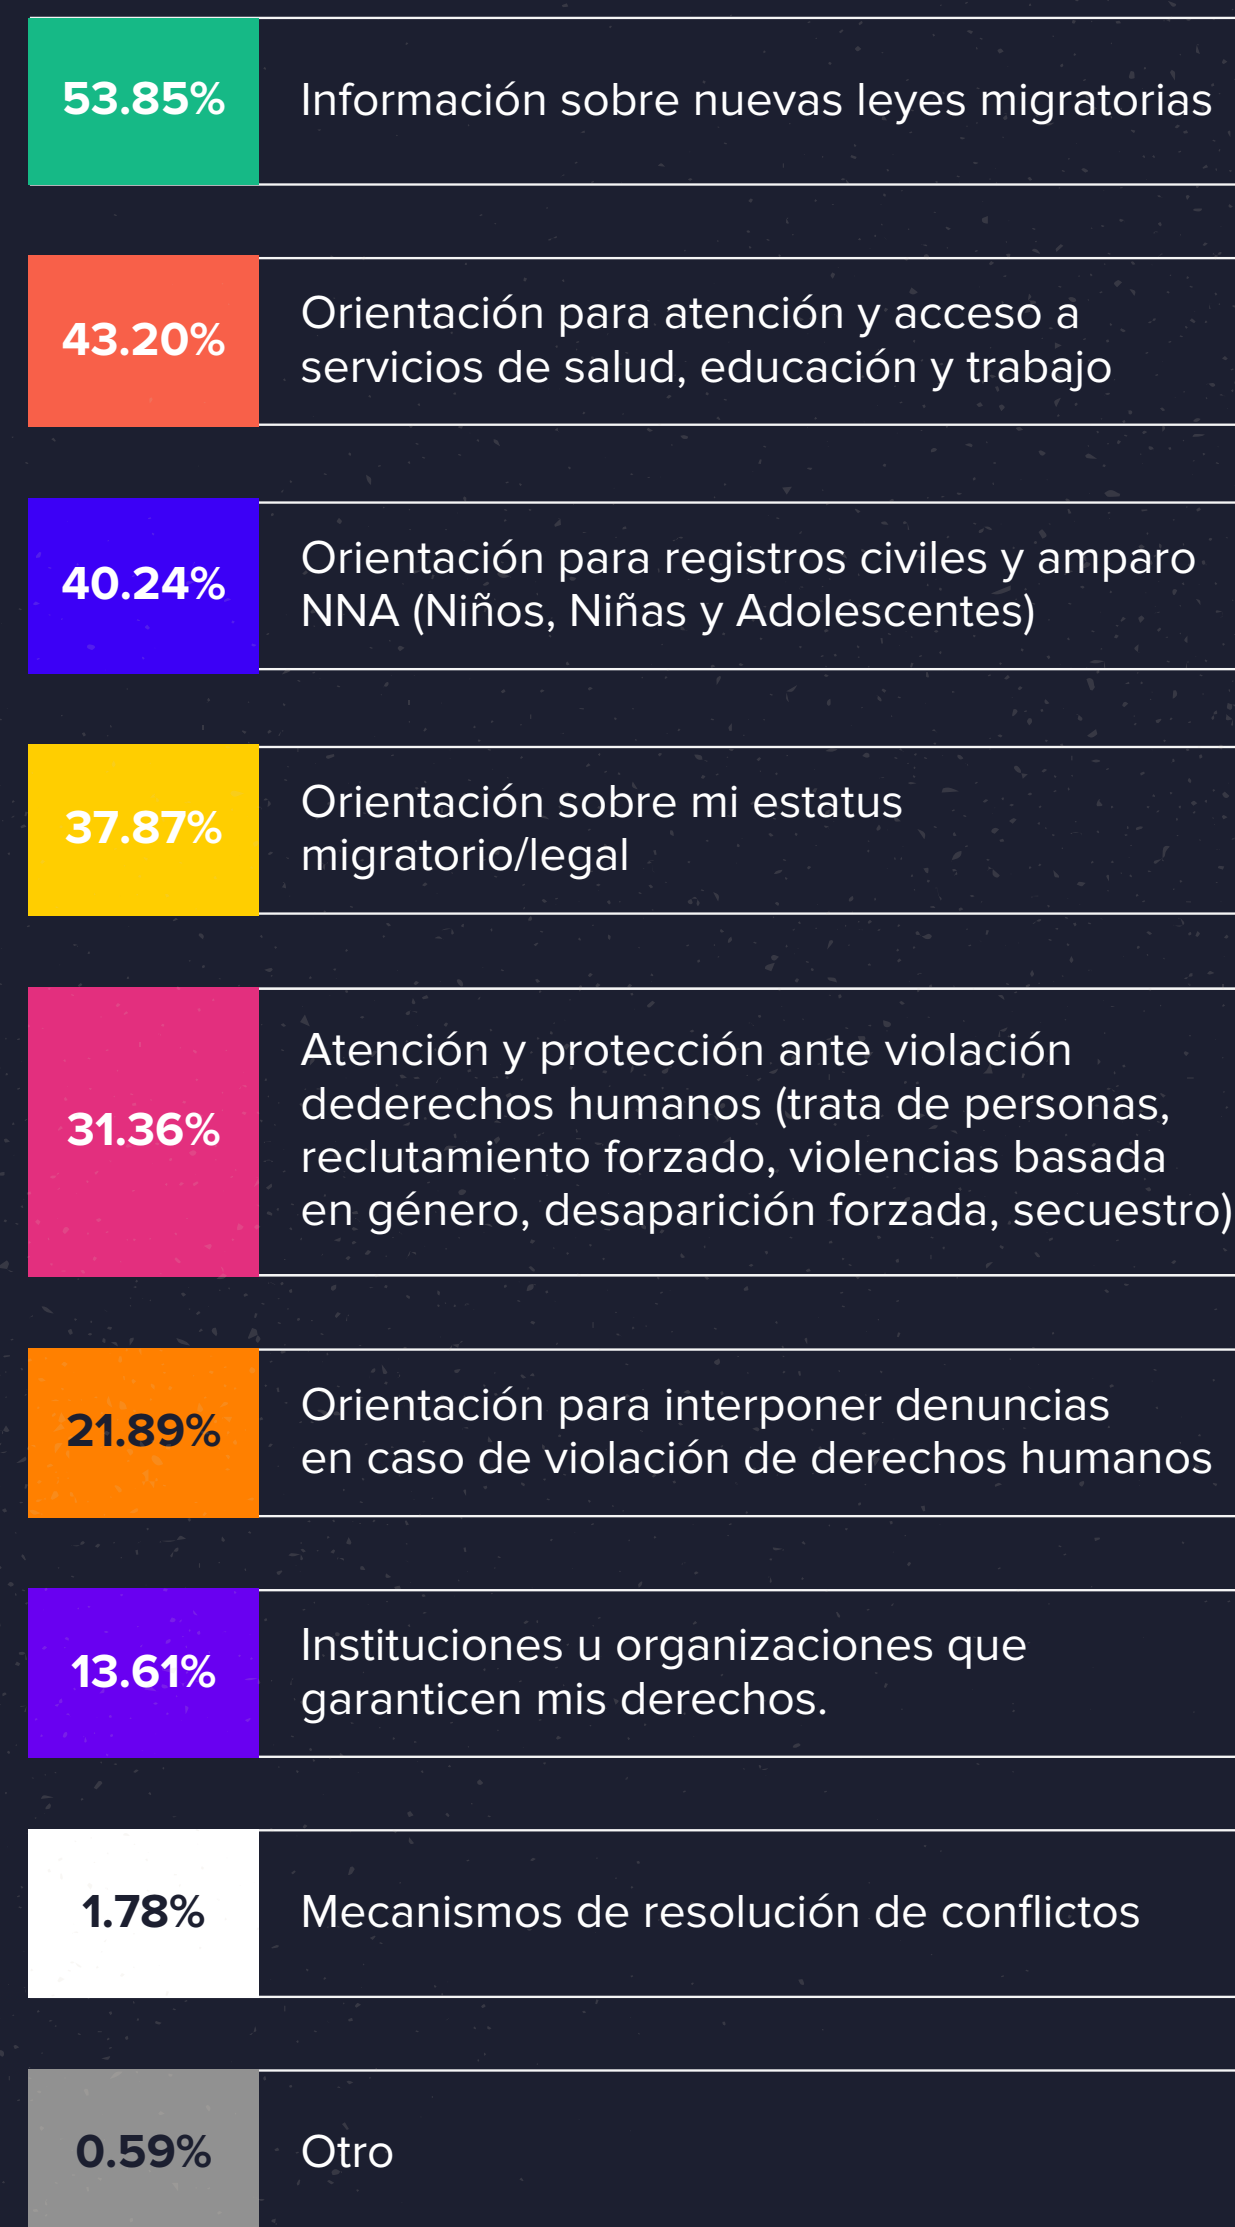 53.85%
Información sobre nuevas leyes migratorias
43.20%
Orientación para atención y acceso a
servicios de salud, educación y trabajo
40.24%
Orientación para registros civiles y amparo
NNA (Niños, Niñas y Adolescentes)
37.87%
Orientación sobre mi estatus
migratorio/legal
31.36%
Atención y protección ante violación
dederechos humanos (trata de personas,
reclutamiento forzado, violencias basada
en género, desaparición forzada, secuestro)
21.89%
Orientación para interponer denuncias
en caso de violación de derechos humanos
13.61%
Instituciones u organizaciones que
garanticen mis derechos.
1.78%
Mecanismos de resolución de conflictos
0.59%
Otro